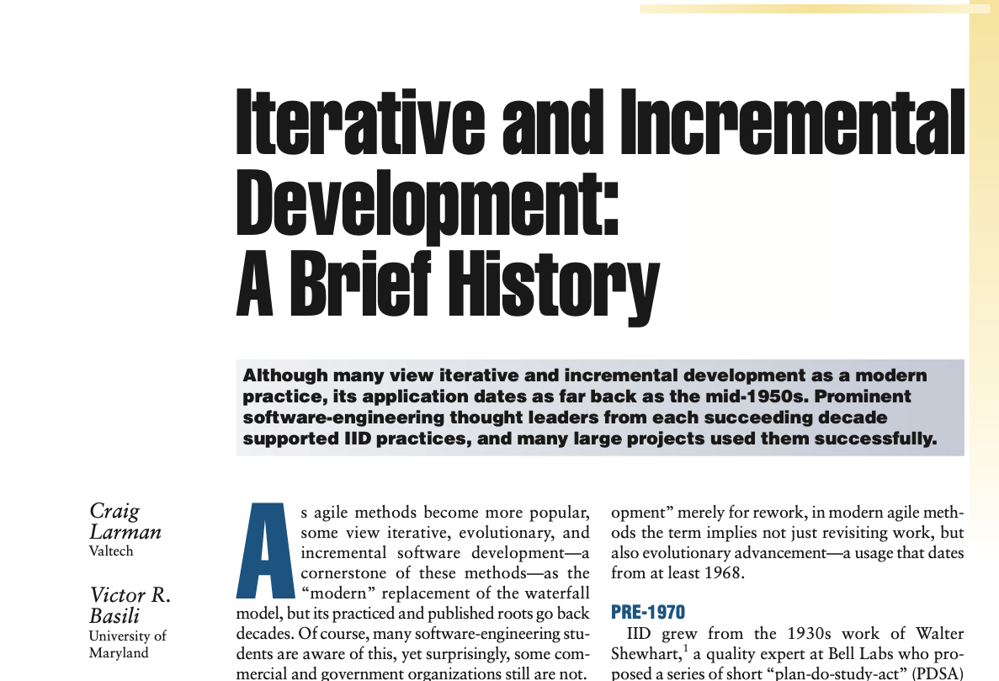 Iterative and Incremental
Development:
A Brief History
Although many view iterative and incremental development as a modern
practice, its application dates as far back as the mid-1950s. Prominent
software-engineering thought leaders from each succeeding decade
supported IID practices, and many large projects used them successfully.
Craig
Larman
Valtech
Victor R.
Basili
University of
Maryland
As agile methods become more popular,
some view iterative, evolutionary, and
incremental software development—a
cornerstone of these methods—as the
“modern” replacement of the waterfall
model, but its practiced and published roots go back
decades. Of course, many software-engineering stu-
dents are aware of this, yet surprisingly, some com-
mercial and government organizations still are not.
opment” merely for rework, in modern agile meth-
ods the term implies not just revisiting work, but
also evolutionary advancement—a usage that dates
from at least 1968.
PRE-1970
IID grew from the 1930s work of Walter
Shewhart,1 a quality expert at Bell Labs who pro-
posed a series of short “plan-do-study-act” (PDSA)